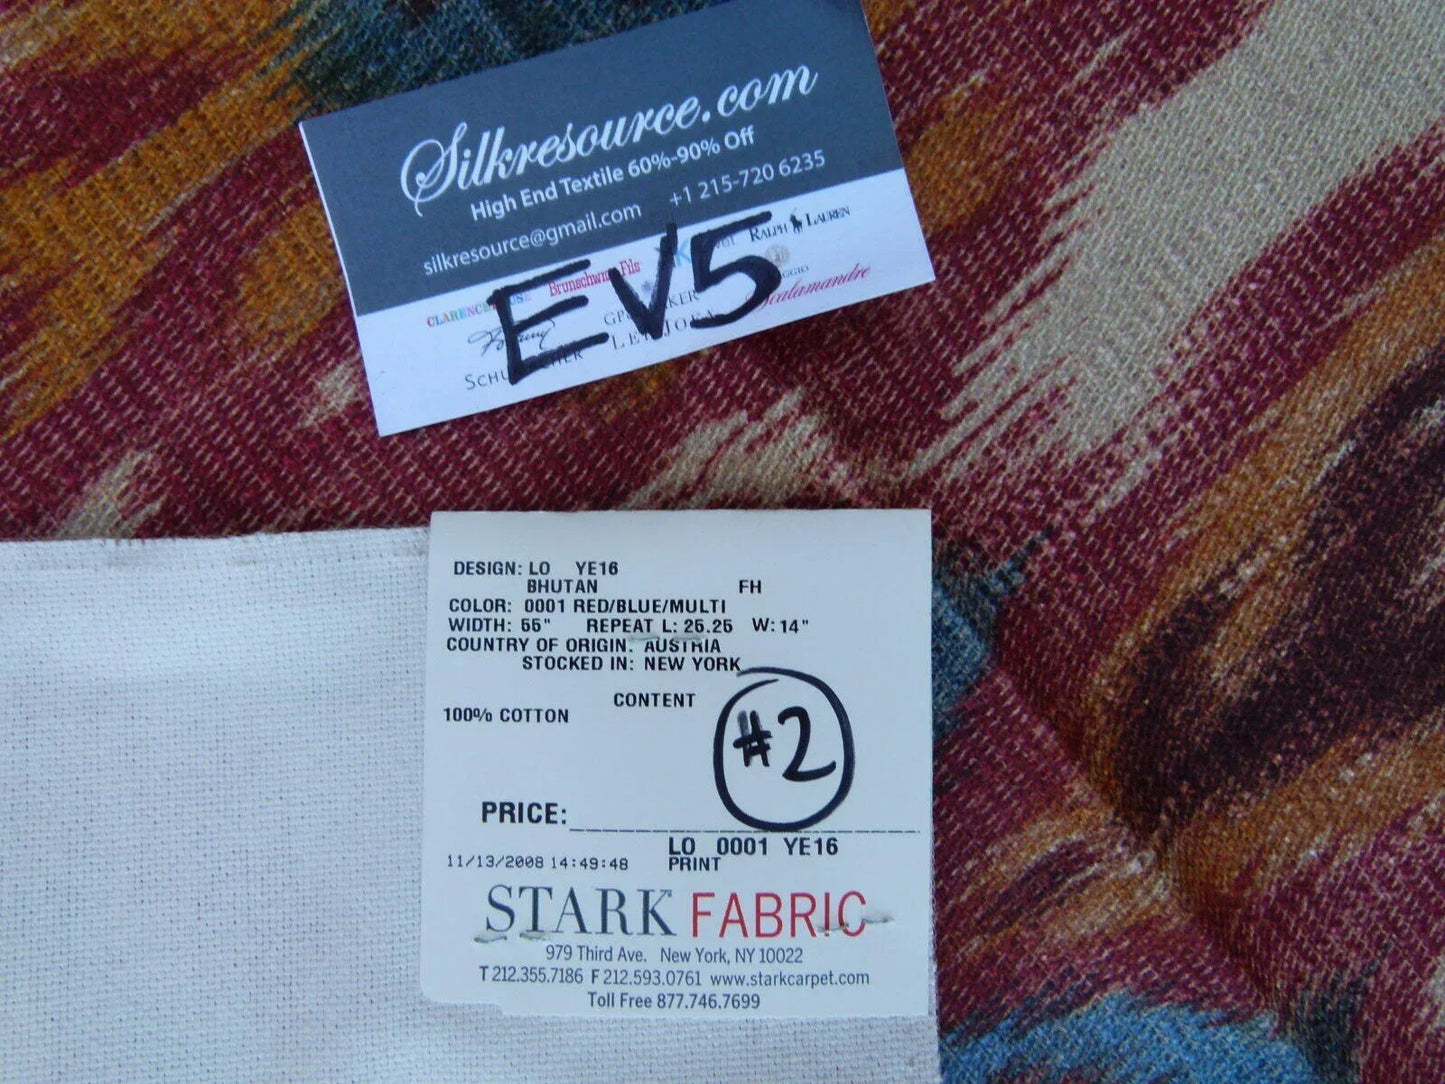 Silkresource.com
High End Textile 60%-90% Off
silkresource@gmail.com +1 215-720 6235
EV5
RALPH LAUREN
Brunschwig Fils
Scalamandre
DESIGN: LO YE16
BHUTAN FH
COLOR: 0001 RED/BLUE/MULTI
WIDTH: 55" REPEAT L: 25.25 W: 14"
COUNTRY OF ORIGIN: AUSTRIA
STOCKED IN: NEW YORK
CONTENT
100% COTTON
#2
PRICE:
LO 0001 YE16
11/13/2008 14:49:48 PRINT
STARK FABRIC
979 Third Ave. New York, NY 10022
T 212.355.7186 F 212.593.0761 www.starkcarpet.com
Toll Free 877.746.7699